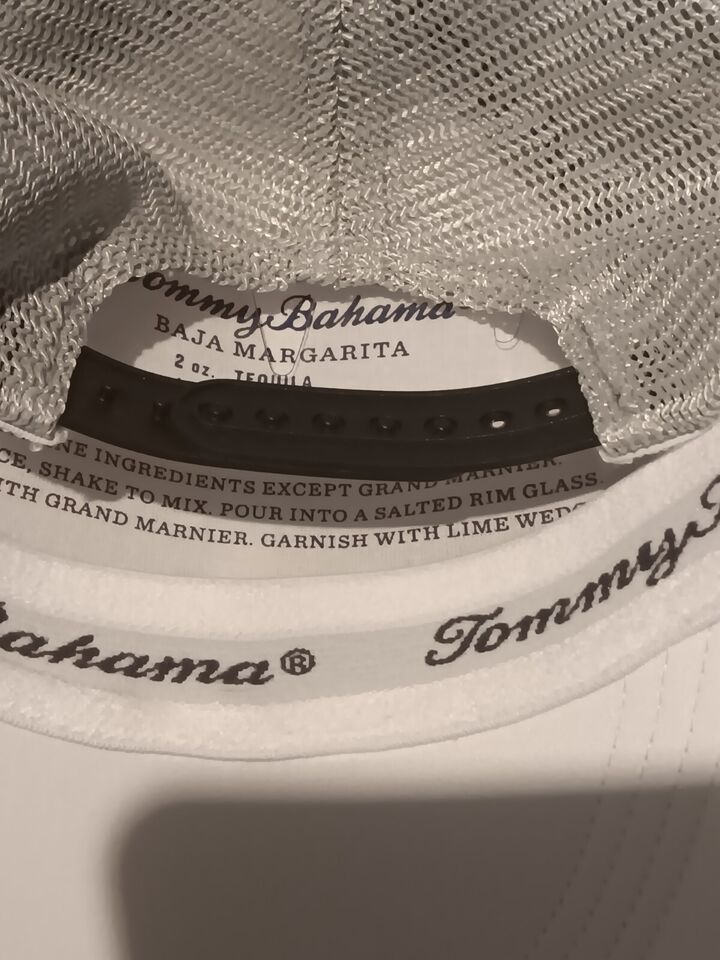 Tommy Bahama
BAJA MARGARITA
2 oz. TEQUILA
INGREDIENTS EXCEPT GRAND MARNIER.
SHAKE TO MIX. POUR INTO A SALTED RIM GLASS.
GRAND MARNIER. GARNISH WITH LIME
Bahama® Tommy